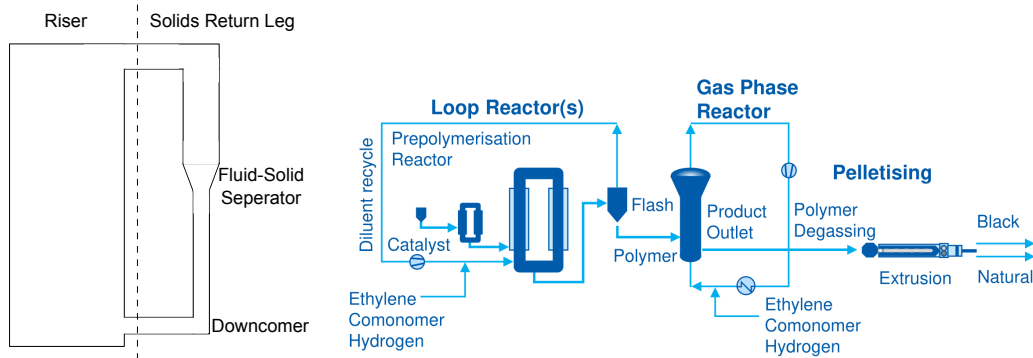 Riser
Solids Return Leg
Fluid-Solid
Seperator
Downcomer
Loop Reactor(s)
Gas Phase
Reactor
Prepolymerisation
Reactor
Diluent recycle
Catalyst
Flash
Polymer
Product
Outlet
Polymer
Degassing
Pelletising
Extrusion
Black
Natural
Ethylene
Comonomer
Hydrogen
Ethylene
Comonomer
Hydrogen